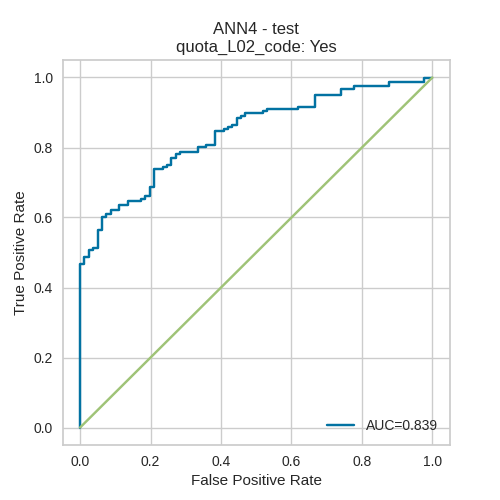 ANN4 - test
quota_L02_code: Yes
True Positive Rate
1.0
0.8
0.6
0.4
0.2
0.0
AUC=0.839
0.0 0.2 0.4 0.6 0.8 1.0
False Positive Rate